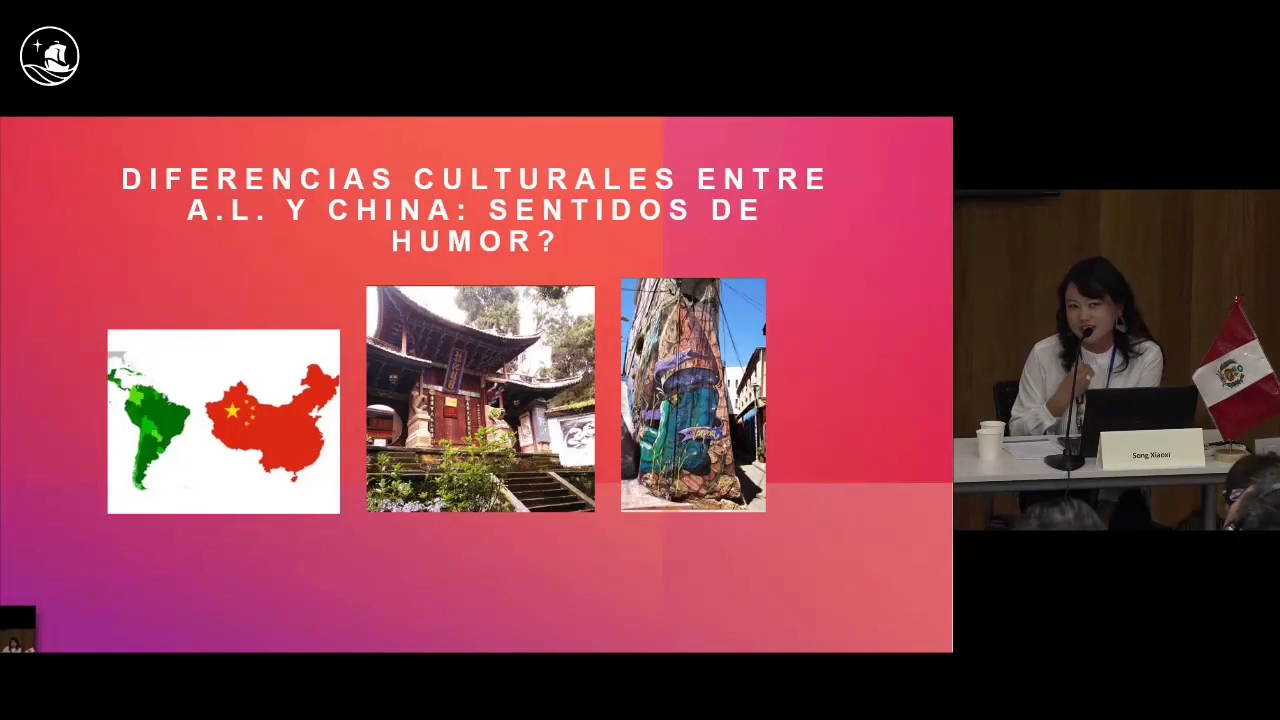 DIFERENCIAS CULTURALES ENTRE
A.L. Y CHINA: SENTIDOS DE
HUMOR?
Song Xiaoxi